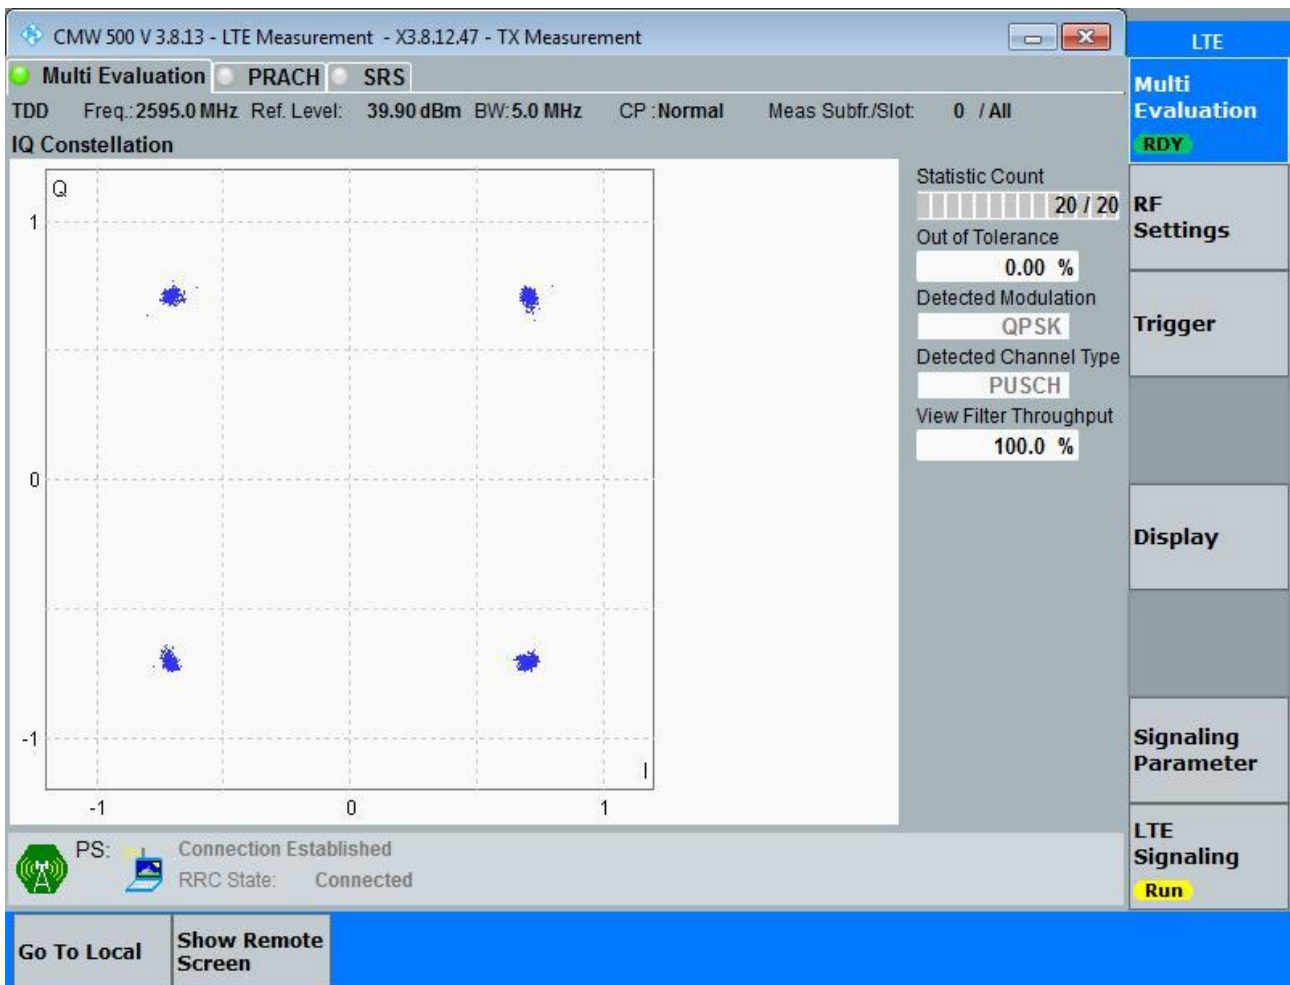 CMW 500 V 3.8.13 - LTE Measurement - X3.8.12.47 - TX Measurement
LTE
Multi Evaluation PRACH SRS
TDD Freq.:2595.0 MHz Ref. Level: 39.90 dBm BW:5.0 MHz CP :Normal Meas Subfr./Slot: 0 / All
IQ Constellation
Q
1
0
-1
I
-1 0 1
Statistic Count
20 / 20
Out of Tolerance
0.00 %
Detected Modulation
QPSK
Detected Channel Type
PUSCH
View Filter Throughput
100.0 %
Multi
Evaluation
RDY
RF
Settings
Trigger
Display
Signaling
Parameter
LTE
Signaling
Run
PS: Connection Established
RRC State: Connected
Go To Local
Show Remote
Screen